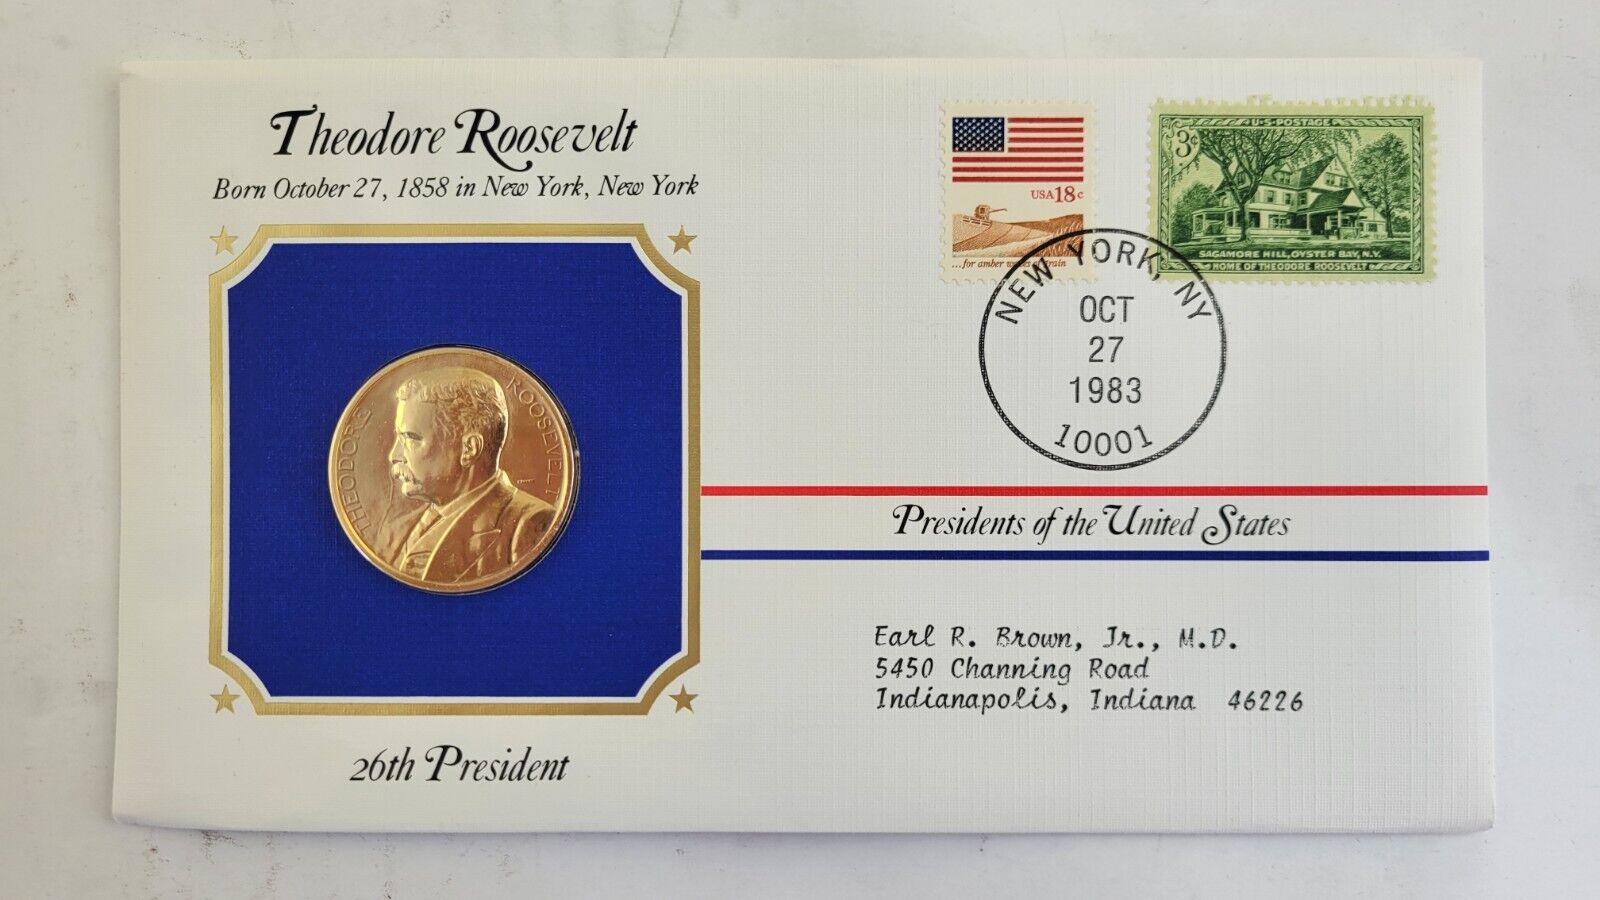 Theodore Roosevelt
Born October 27, 1858 in New York, New York
THEODORE ROOSEVELT
26th President
USA 18c
...for amber waves of grain
U·S·POSTAGE
3¢
SAGAMORE HILL, OYSTER BAY, N.Y.
HOME OF THEODORE ROOSEVELT
NEW YORK, NY
OCT
27
1983
10001
Presidents of the United States
Earl R. Brown, Jr., M.D.
5450 Channing Road
Indianapolis, Indiana 46226